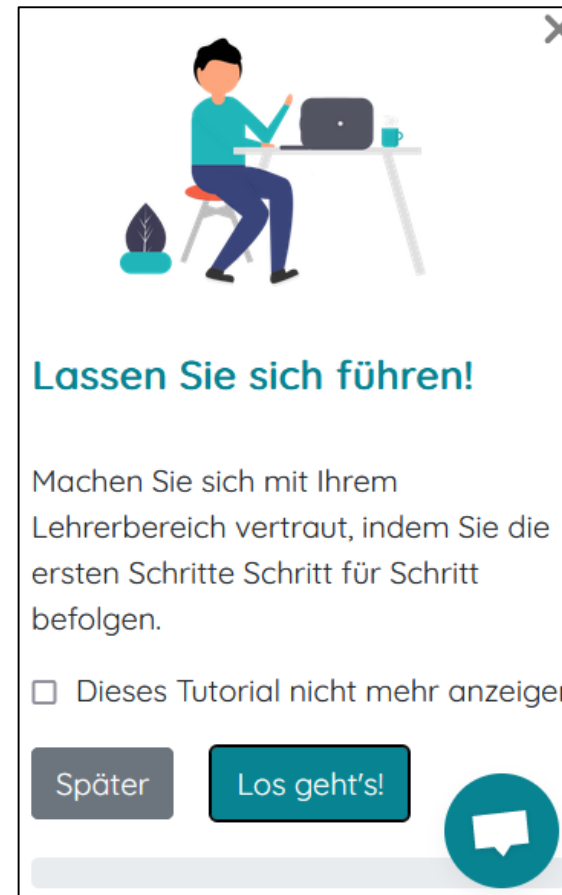 Lassen Sie sich führen!
Machen Sie sich mit Ihrem
Lehrerbereich vertraut, indem Sie die
ersten Schritte Schritt für Schritt
befolgen.
Dieses Tutorial nicht mehr anzeigen
Später Los geht's!